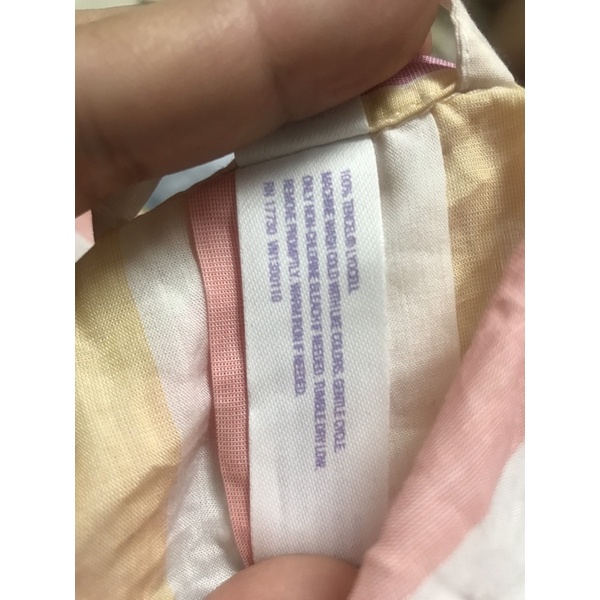 100% TENCEL® LYOCELL
MACHINE WASH COLD WITH LIKE COLORS, GENTLE CYCLE.
ONLY NON-CHLORINE BLEACH IF NEEDED. TUMBLE DRY LOW.
REMOVE PROMPTLY. WARM IRON IF NEEDED.
RN 17730 VN1300110